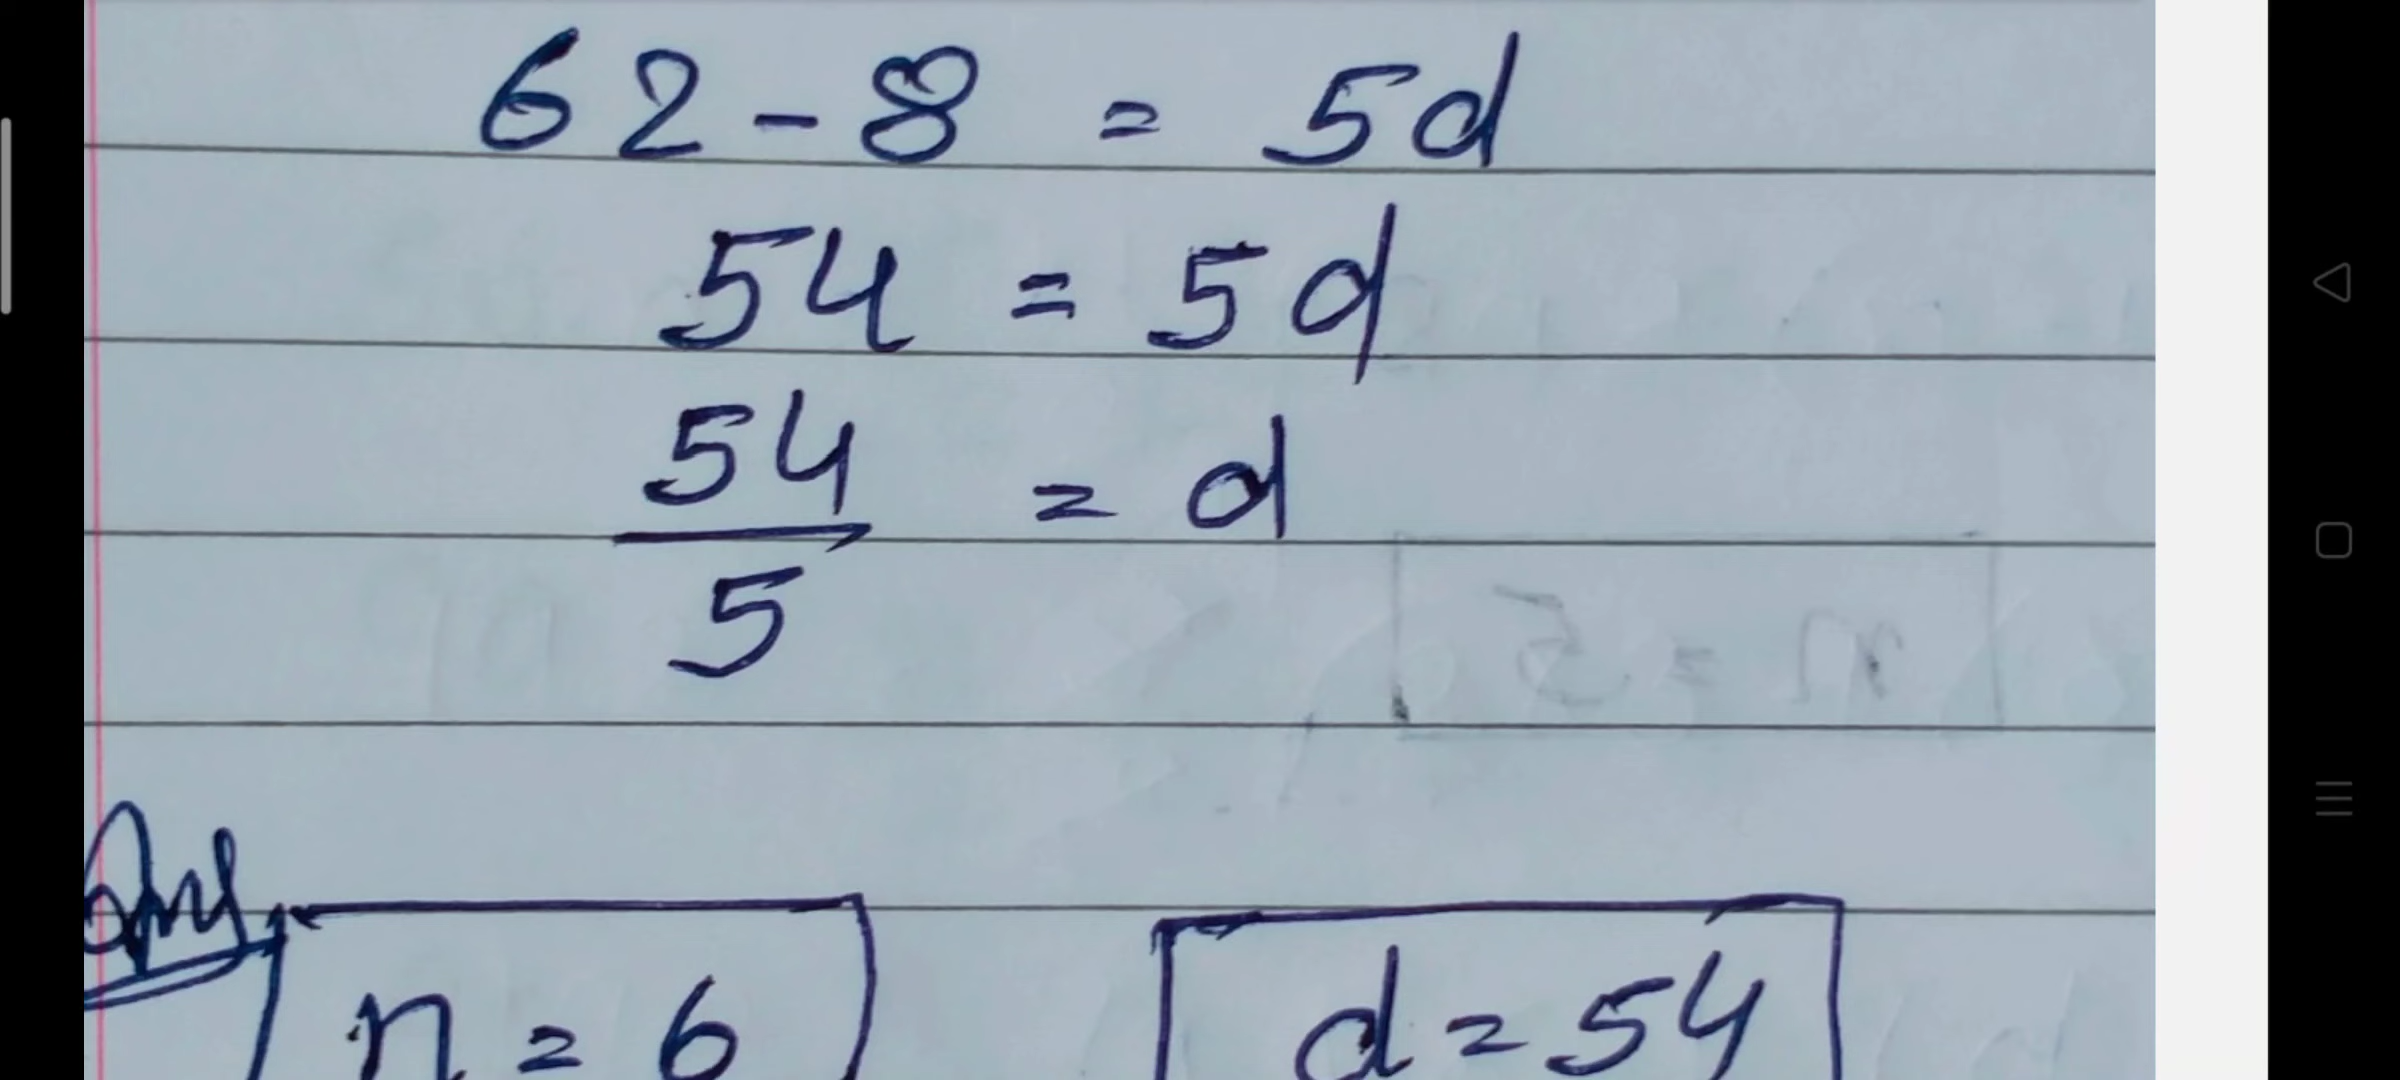 62 - 8 = 5d
54 = 5d
54/5 = d
Ans n = 6 d = 54